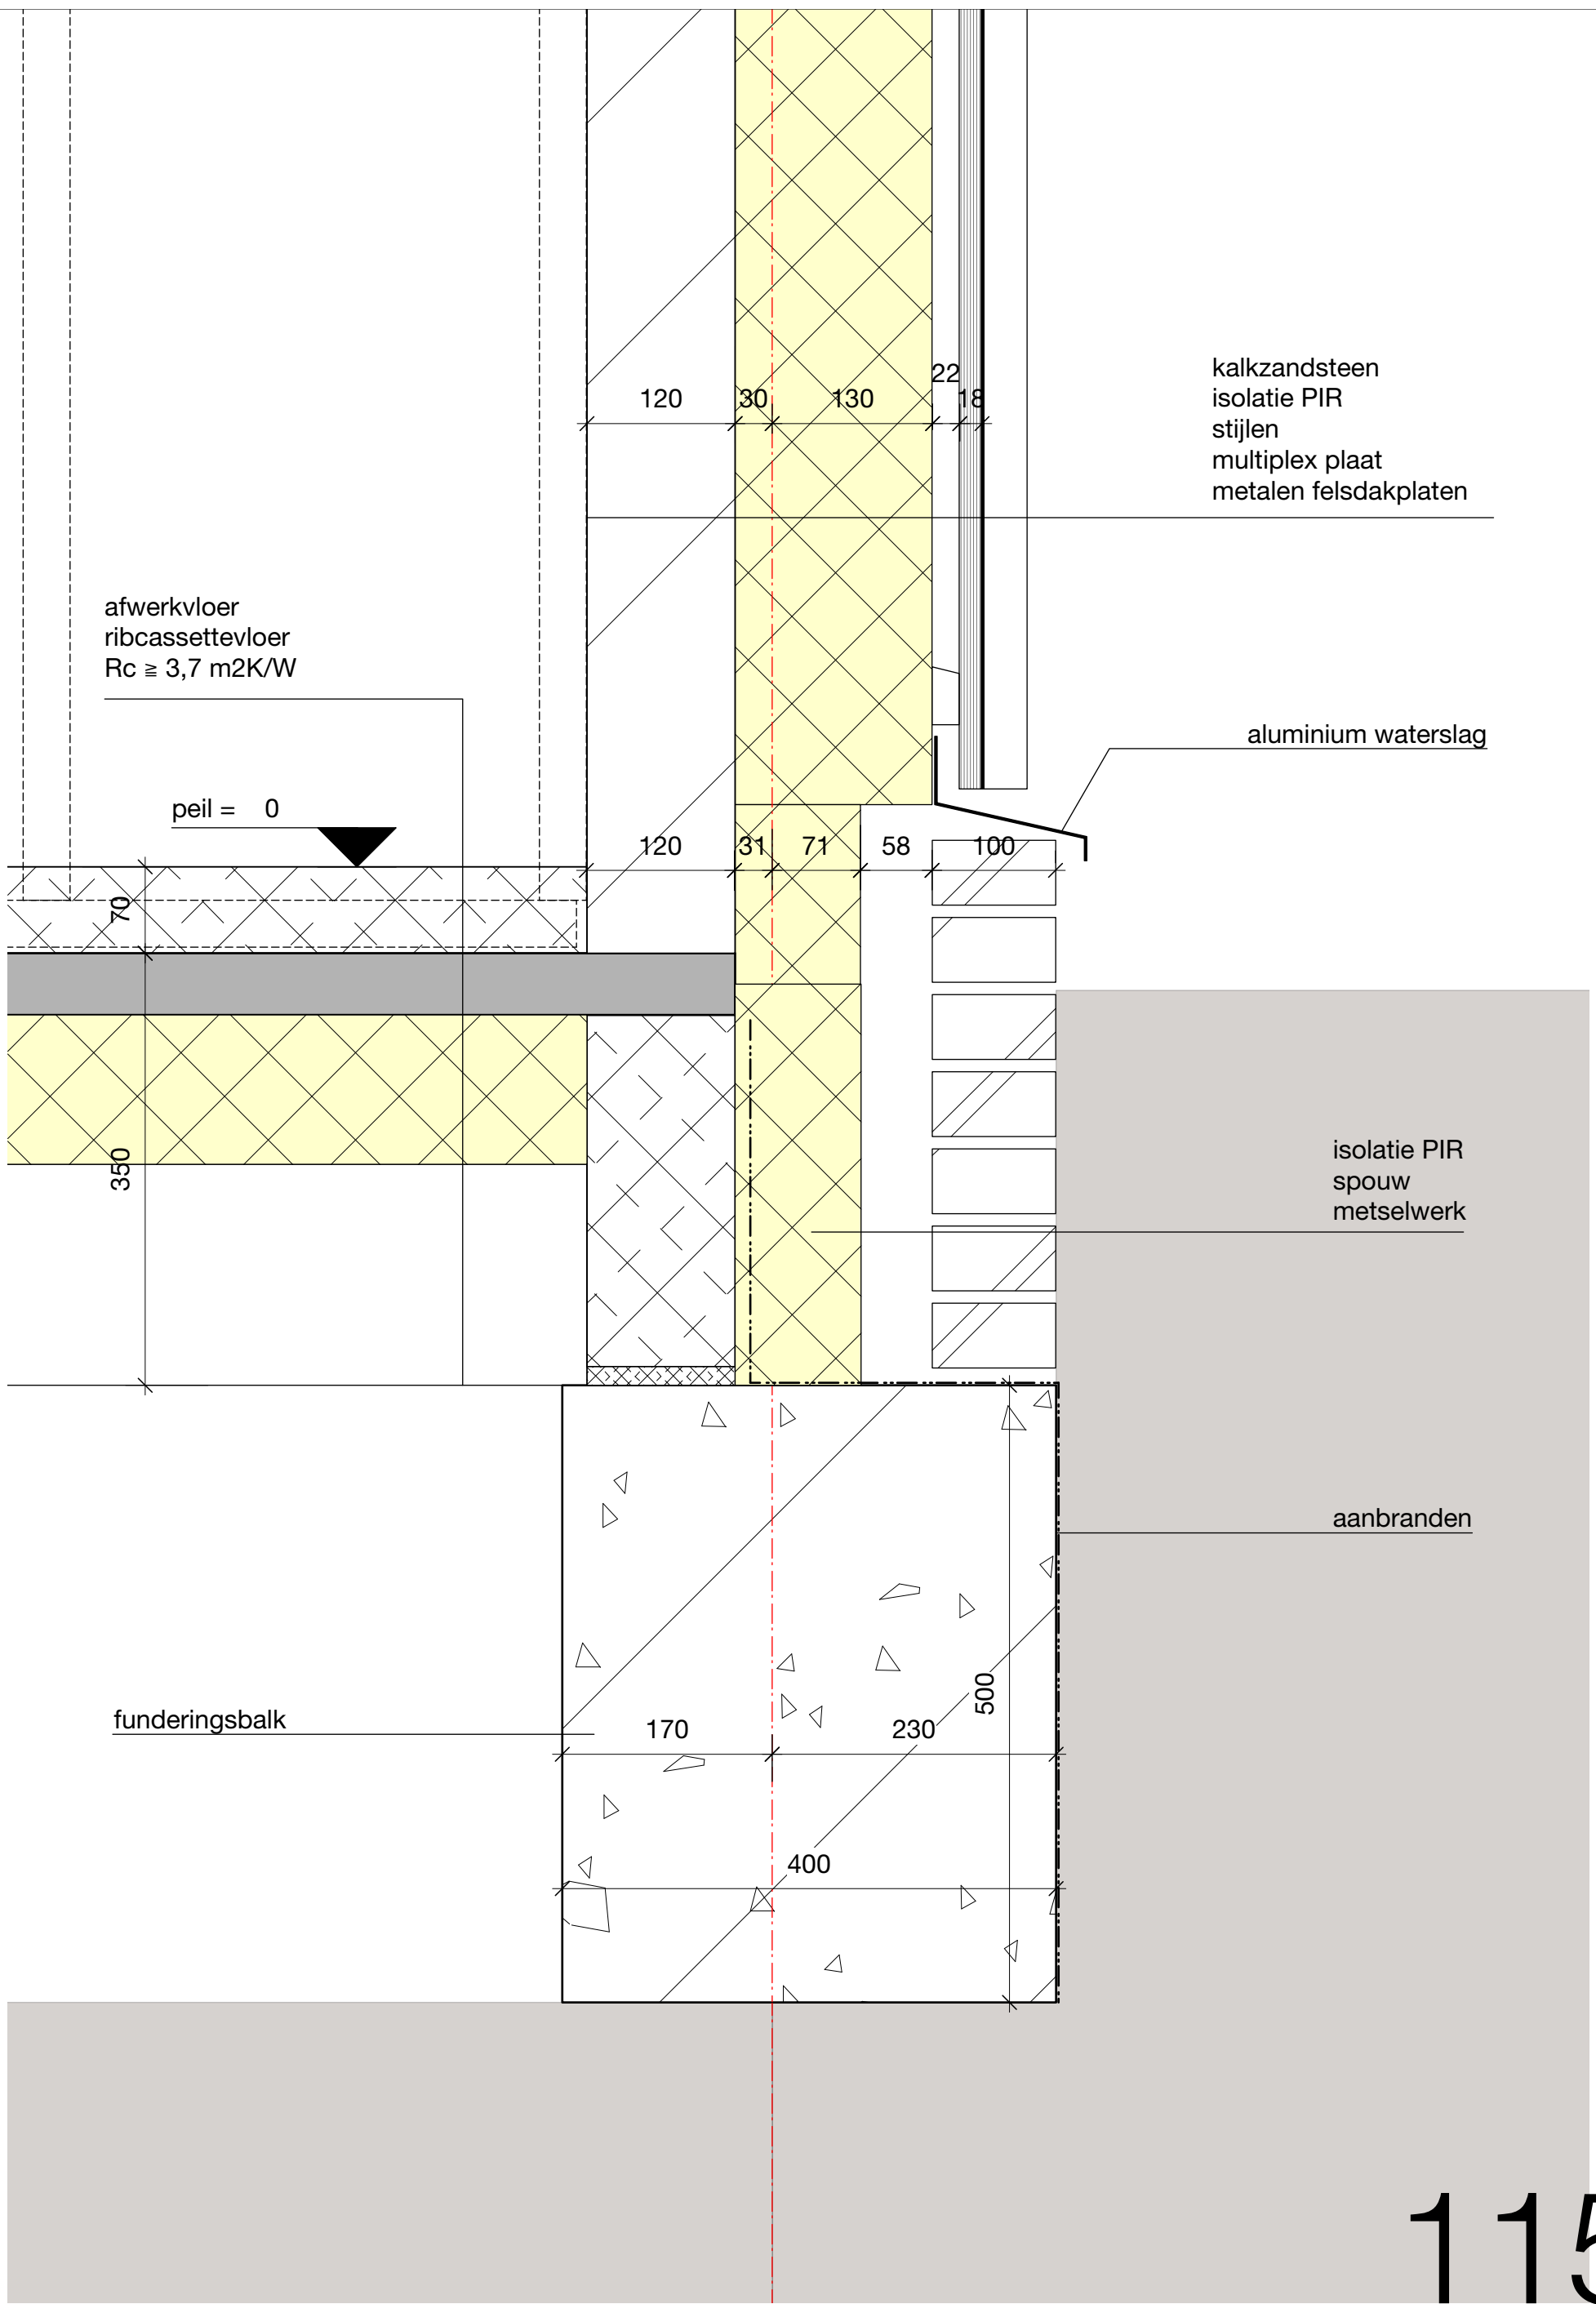 22
120 30 130 18
kalkzandsteen
isolatie PIR
stijlen
multiplex plaat
metalen felsdakplaten
afwerkvloer
ribcassettevloer
Rc ≧ 3,7 m2K/W
aluminium waterslag
peil = 0
120 31 71 58 100
70
350
isolatie PIR
spouw
metselwerk
aanbranden
500
funderingsbalk
170 230
400
115